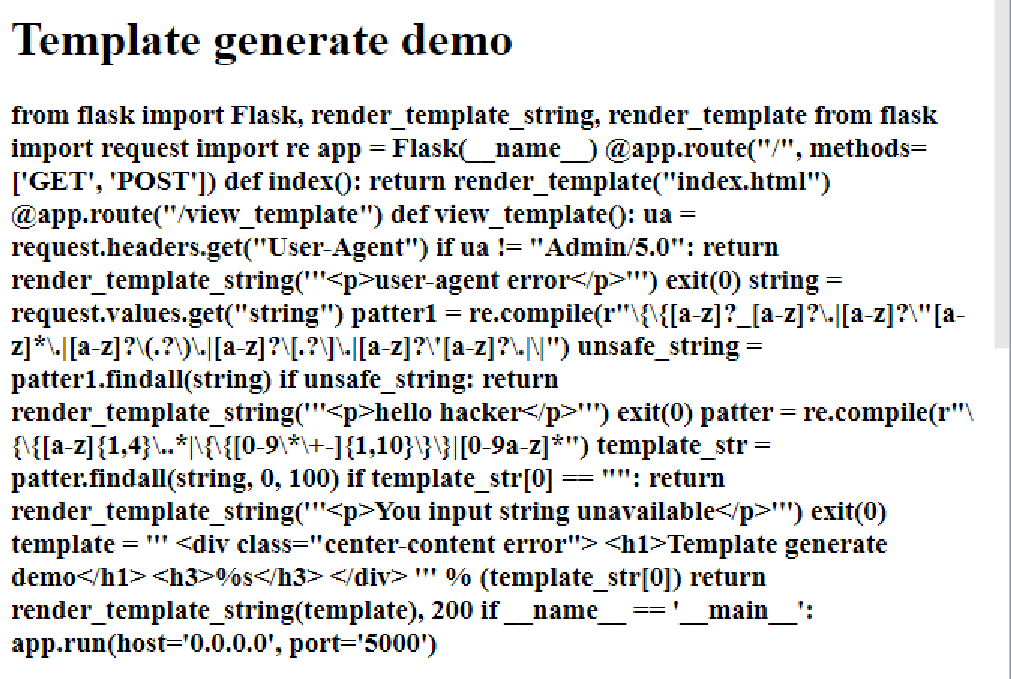 Template generate demo
from flask import Flask, render_template_string, render_template from flask
import request import re app = Flask(__name__) @app.route("/", methods=
['GET', 'POST']) def index(): return render_template("index.html")
@app.route("/view_template") def view_template(): ua =
request.headers.get("User-Agent") if ua != "Admin/5.0": return
render_template_string('''<p>user-agent error</p>''') exit(0) string =
request.values.get("string") patter1 = re.compile(r"\{\{[a-z]?_[a-z]?\.|[a-z]?\"[a-
z]*\.|[a-z]?\(.?\)\.|[a-z]?\[.?\]\.|[a-z]?\'[a-z]?\.|\|") unsafe_string =
patter1.findall(string) if unsafe_string: return
render_template_string('''<p>hello hacker</p>''') exit(0) patter = re.compile(r"\
{\{[a-z]{1,4}\..*|\{\{[0-9\*\+-]{1,10}\}\}|[0-9a-z]*") template_str =
patter.findall(string, 0, 100) if template_str[0] == "": return
render_template_string('''<p>You input string unavailable</p>''') exit(0)
template = ''' <div class="center-content error"> <h1>Template generate
demo</h1> <h3>%s</h3> </div> ''' % (template_str[0]) return
render_template_string(template), 200 if __name__ == '__main__':
app.run(host='0.0.0.0', port='5000')